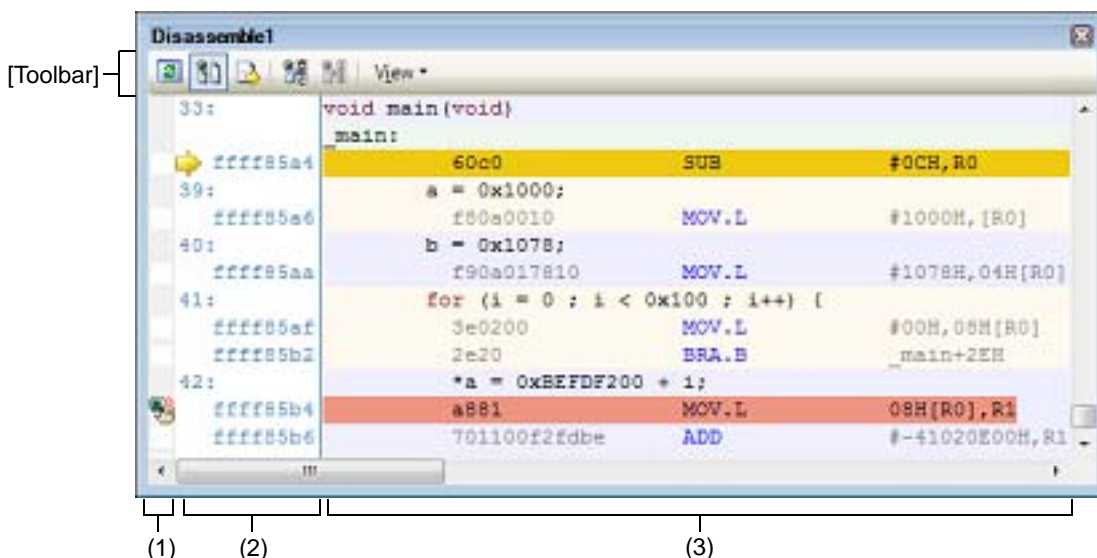 Disassemble1
[Toolbar]
View
33: void main(void)
_main:
ffff85a4 60c0 SUB #0CH,R0
39: a = 0x1000;
ffff85a6 f80a0010 MOV.L #1000H,[R0]
40: b = 0x1078;
ffff85aa f90a017810 MOV.L #1078H,04H[R0]
41: for (i = 0 ; i < 0x100 ; i++) {
ffff85af 3e0200 MOV.L #00H,08H[R0]
ffff85b2 2e20 BRA.B _main+2EH
42: *a = 0xBEFDF200 + i;
ffff85b4 a881 MOV.L 08H[R0],R1
ffff85b6 701100f2fdbe ADD #-41020E00H,R1
(1) (2) (3)